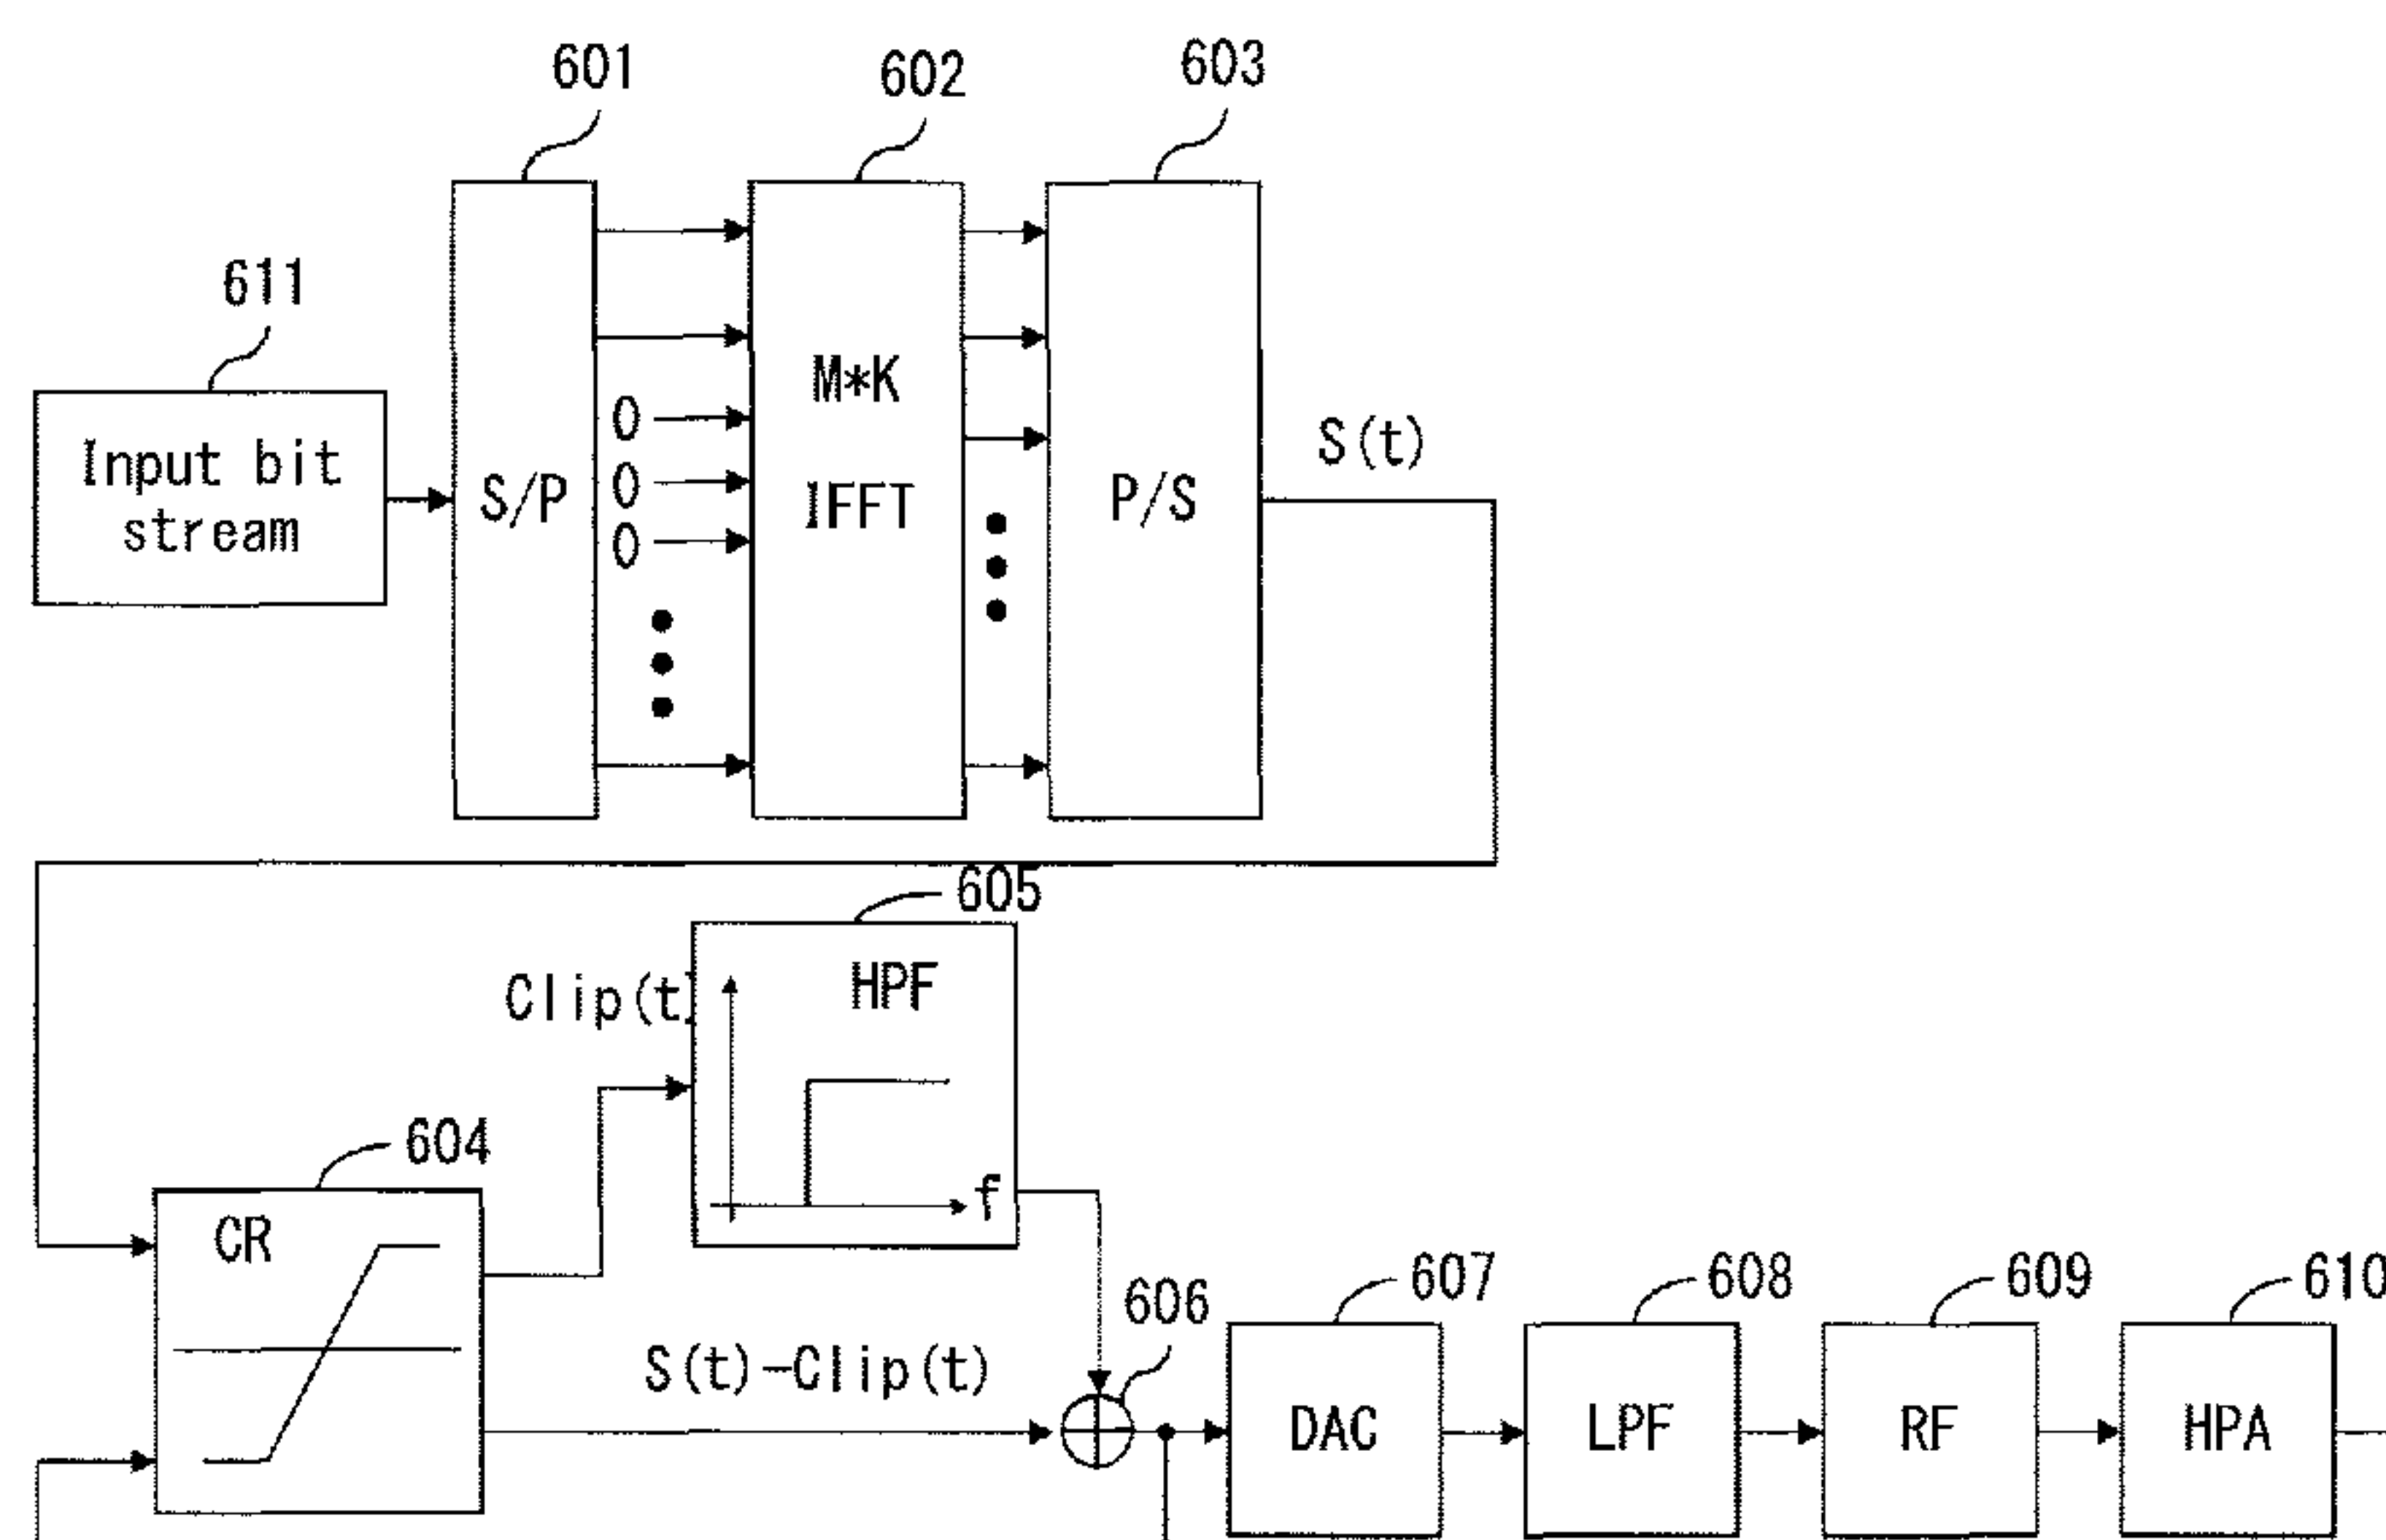 601
602
603
611
Input bit
stream
S/P
0
0
0
M*K
IFFT
P/S
S(t)
605
Clip(t)
HPF
f
604
CR
S(t)-Clip(t)
606
607
608
609
610
DAC
LPF
RF
HPA